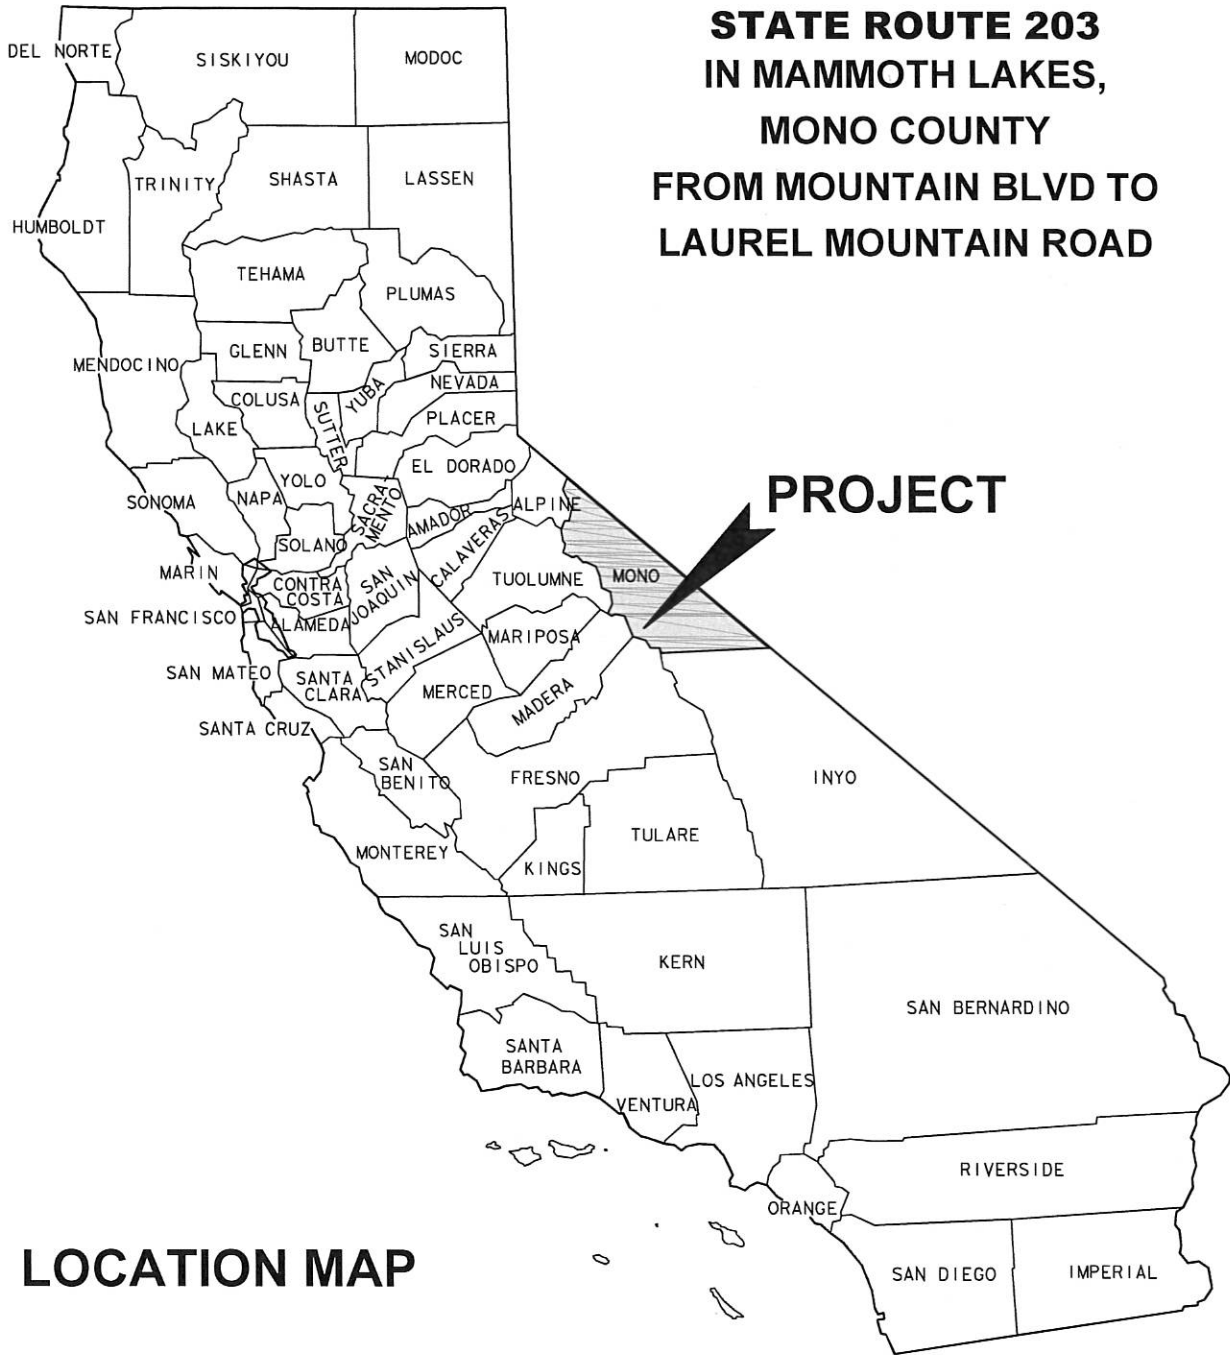 STATE ROUTE 203
IN MAMMOTH LAKES,
MONO COUNTY
FROM MOUNTAIN BLVD TO
LAUREL MOUNTAIN ROAD
DEL NORTE
SISKIYOU
MODOC
TRINITY
SHASTA
LASSEN
HUMBOLDT
TEHAMA
PLUMAS
MENDOCINO
GLENN
BUTTE
SIERRA
NEVADA
YUBA
COLUSA
SUTTER
PLACER
LAKE
EL DORADO
YOLO
SONOMA
NAPA
SACRA-
MENTO
ALPINE
PROJECT
AMADOR
SOLANO
CALAVERAS
MARIN
CONTRA
COSTA
SAN
JOAQUIN
TUOLUMNE
MONO
SAN FRANCISCO
ALAMEDA
STANISLAUS
MARIPOSA
SAN MATEO
SANTA
CLARA
MERCED
MADERA
SANTA CRUZ
SAN
BENITO
FRESNO
INYO
MONTEREY
KINGS
TULARE
SAN
LUIS
OBISPO
KERN
SAN BERNARDINO
SANTA
BARBARA
VENTURA
LOS ANGELES
RIVERSIDE
ORANGE
SAN DIEGO
IMPERIAL
LOCATION MAP